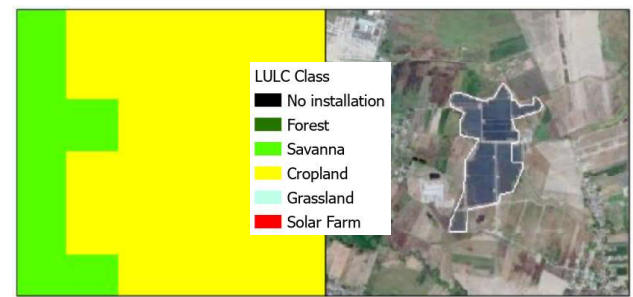 LULC Class
No installation
Forest
Savanna
Cropland
Grassland
Solar Farm